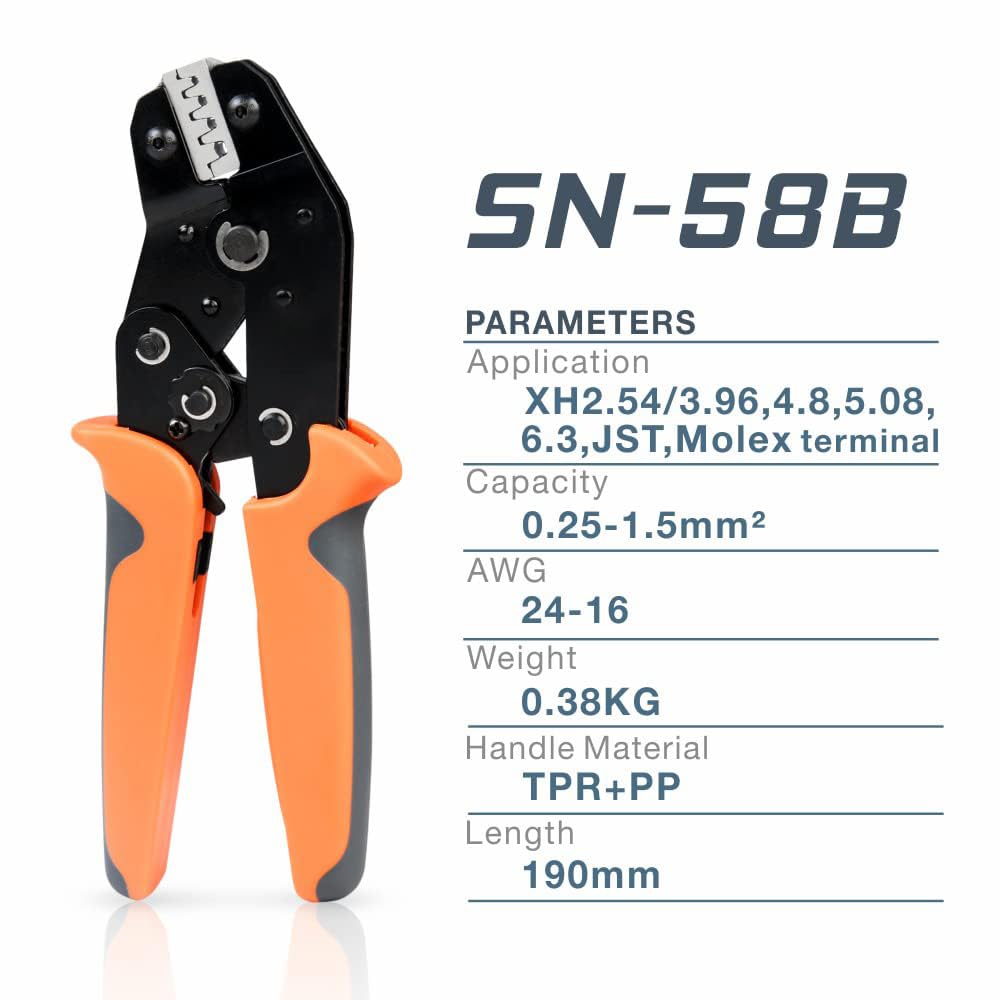 SN-58B
PARAMETERS
Application
XH2.54/3.96,4.8,5.08,
6.3,JST,Molex terminal
Capacity
0.25-1.5mm²
AWG
24-16
Weight
0.38KG
Handle Material
TPR+PP
Length
190mm